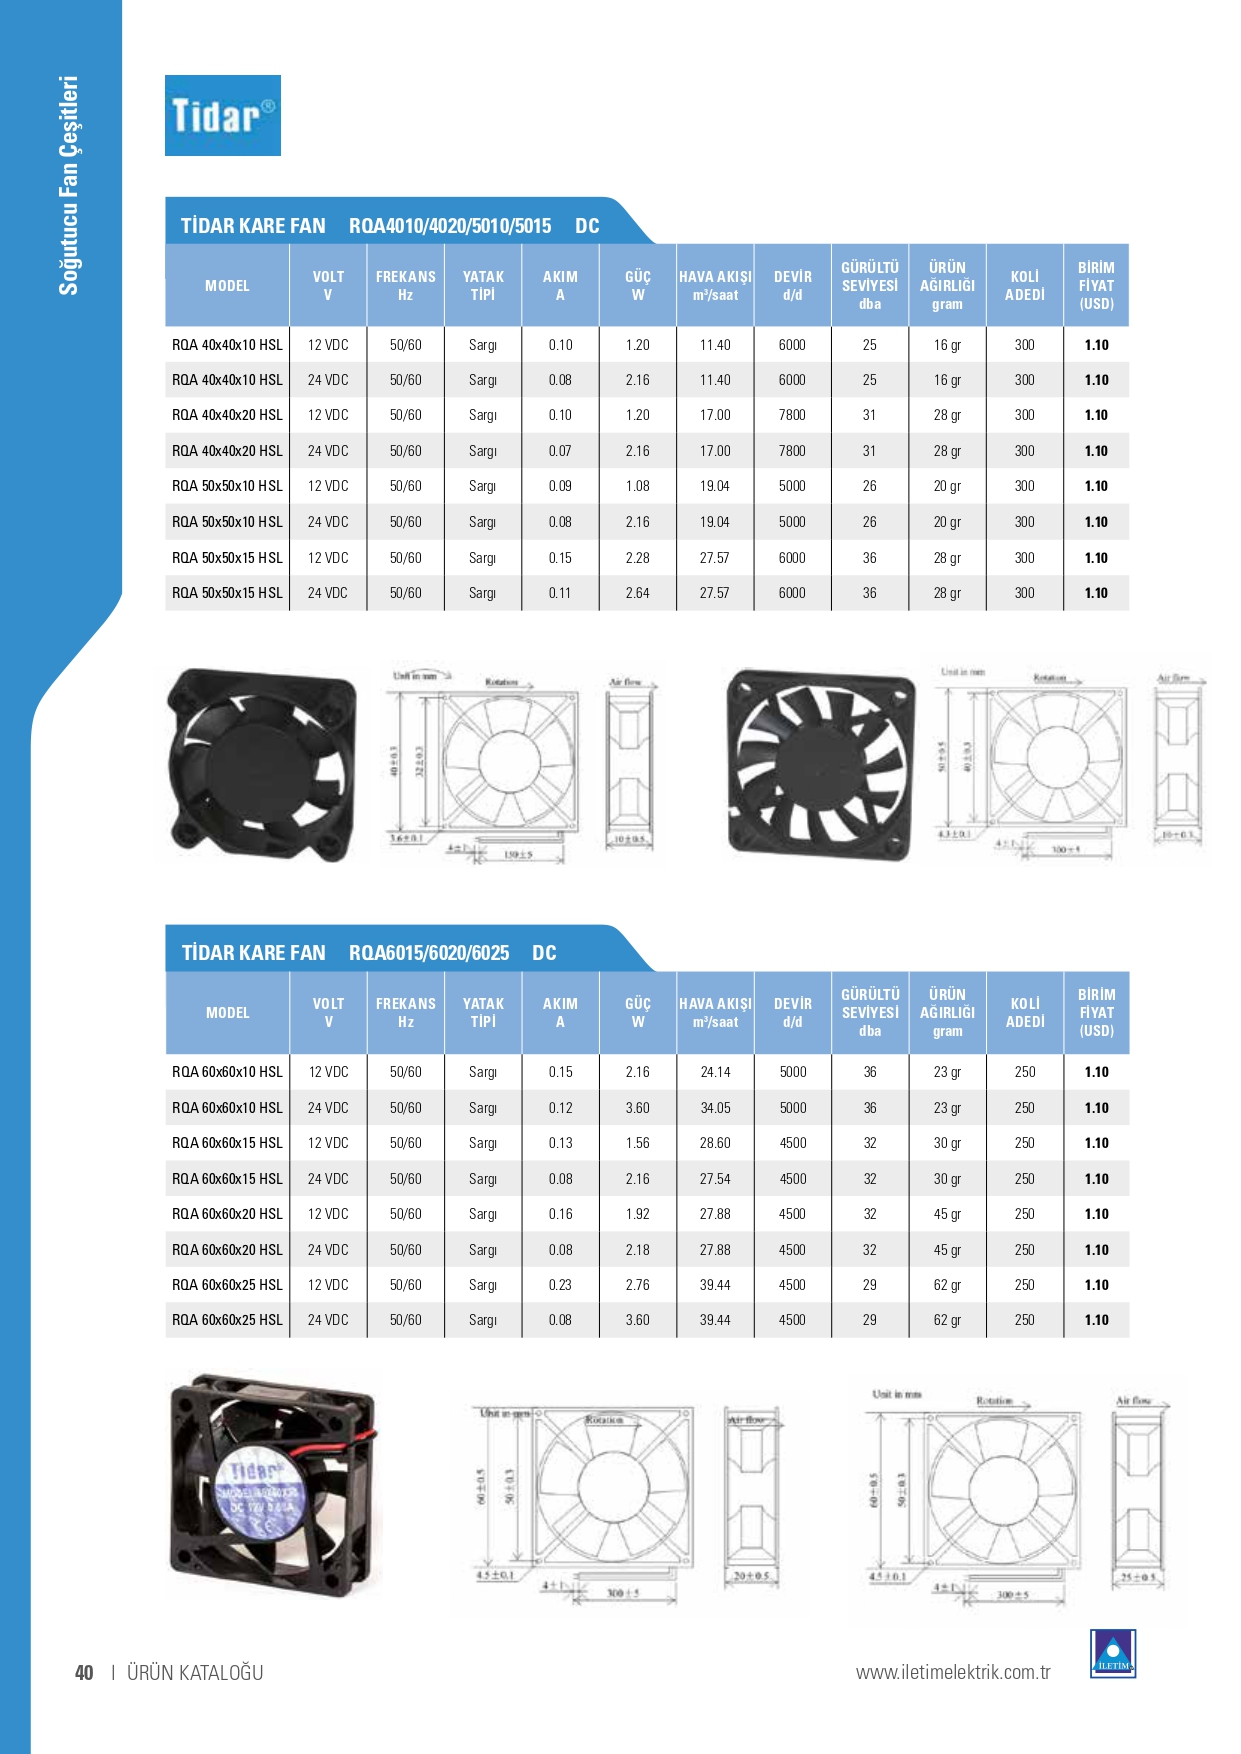 Soğutucu Fan Çeşitleri
Tidar®
TİDAR KARE FAN RQA4010/4020/5010/5015 DC
MODEL VOLT V FREKANS Hz YATAK TİPİ AKIM A GÜÇ W HAVA AKIŞI m³/saat DEVİR d/d GÜRÜLTÜ SEVİYESİ dba ÜRÜN AĞIRLIĞI gram KOLİ ADEDİ BİRİM FİYAT (USD)
RQA 40x40x10 HSL 12 VDC 50/60 Sargı 0.10 1.20 11.40 6000 25 16 gr 300 1.10
RQA 40x40x10 HSL 24 VDC 50/60 Sargı 0.08 2.16 11.40 6000 25 16 gr 300 1.10
RQA 40x40x20 HSL 12 VDC 50/60 Sargı 0.10 1.20 17.00 7800 31 28 gr 300 1.10
RQA 40x40x20 HSL 24 VDC 50/60 Sargı 0.07 2.16 17.00 7800 31 28 gr 300 1.10
RQA 50x50x10 HSL 12 VDC 50/60 Sargı 0.09 1.08 19.04 5000 26 20 gr 300 1.10
RQA 50x50x10 HSL 24 VDC 50/60 Sargı 0.08 2.16 19.04 5000 26 20 gr 300 1.10
RQA 50x50x15 HSL 12 VDC 50/60 Sargı 0.15 2.28 27.57 6000 36 28 gr 300 1.10
RQA 50x50x15 HSL 24 VDC 50/60 Sargı 0.11 2.64 27.57 6000 36 28 gr 300 1.10
Unit in mm Rotation Air flow
40±0.3 32±0.3
3.6±0.1 10±0.5
4±1 150±5
Unit in mm Rotation Air flow
50±0.5 40±0.3
4.3±0.1 10±0.3
4±1 300±5
TİDAR KARE FAN RQA6015/6020/6025 DC
MODEL VOLT V FREKANS Hz YATAK TİPİ AKIM A GÜÇ W HAVA AKIŞI m³/saat DEVİR d/d GÜRÜLTÜ SEVİYESİ dba ÜRÜN AĞIRLIĞI gram KOLİ ADEDİ BİRİM FİYAT (USD)
RQA 60x60x10 HSL 12 VDC 50/60 Sargı 0.15 2.16 24.14 5000 36 23 gr 250 1.10
RQA 60x60x10 HSL 24 VDC 50/60 Sargı 0.12 3.60 34.05 5000 36 23 gr 250 1.10
RQA 60x60x15 HSL 12 VDC 50/60 Sargı 0.13 1.56 28.60 4500 32 30 gr 250 1.10
RQA 60x60x15 HSL 24 VDC 50/60 Sargı 0.08 2.16 27.54 4500 32 30 gr 250 1.10
RQA 60x60x20 HSL 12 VDC 50/60 Sargı 0.16 1.92 27.88 4500 32 45 gr 250 1.10
RQA 60x60x20 HSL 24 VDC 50/60 Sargı 0.08 2.18 27.88 4500 32 45 gr 250 1.10
RQA 60x60x25 HSL 12 VDC 50/60 Sargı 0.23 2.76 39.44 4500 29 62 gr 250 1.10
RQA 60x60x25 HSL 24 VDC 50/60 Sargı 0.08 3.60 39.44 4500 29 62 gr 250 1.10
Tidar
DC 12V
Unit in mm Rotation Air flow
60±0.5 50±0.3
4.5±0.1 20±0.5
4±1 300±5
Unit in mm Rotation Air flow
60±0.5 50±0.3
4.5±0.1 25±0.5
4±1 300±5
40 | ÜRÜN KATALOĞU
www.iletimelektrik.com.tr
İLETİM